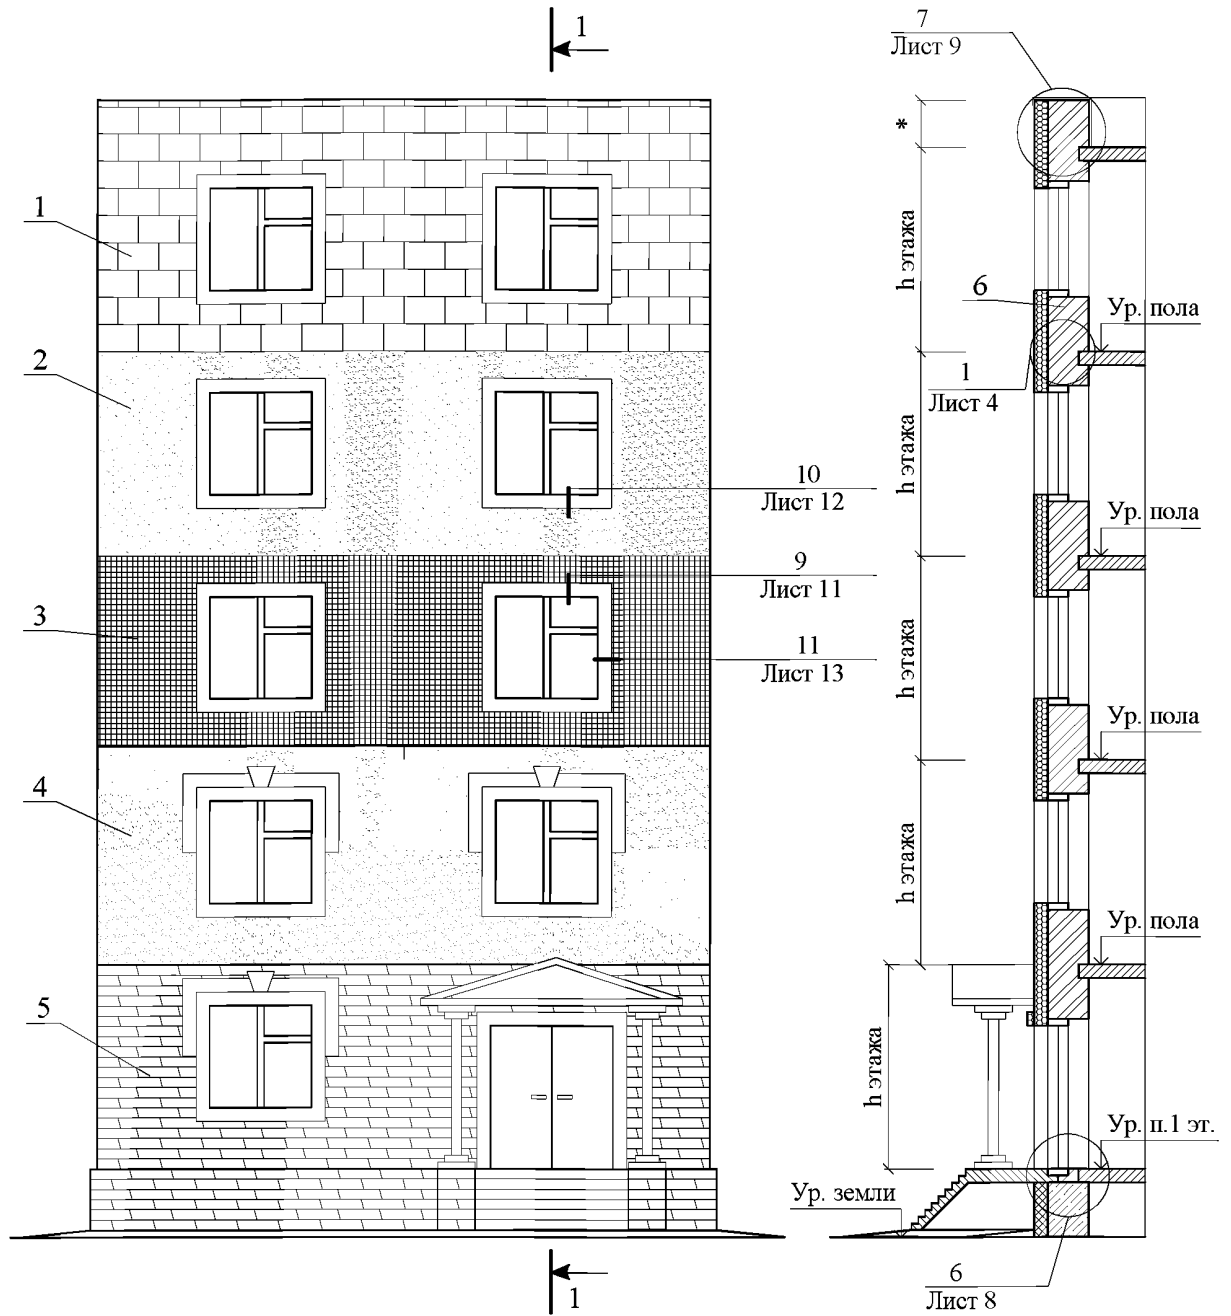 1
7
Лист 9
*
1
h этажа
6
Ур. пола
2
1
Лист 4
h этажа
10
Лист 12
Ур. пола
9
Лист 11
3
11
Лист 13
h этажа
Ур. пола
4
h этажа
Ур. пола
5
h этажа
Ур. п.1 эт.
Ур. земли
6
Лист 8
1